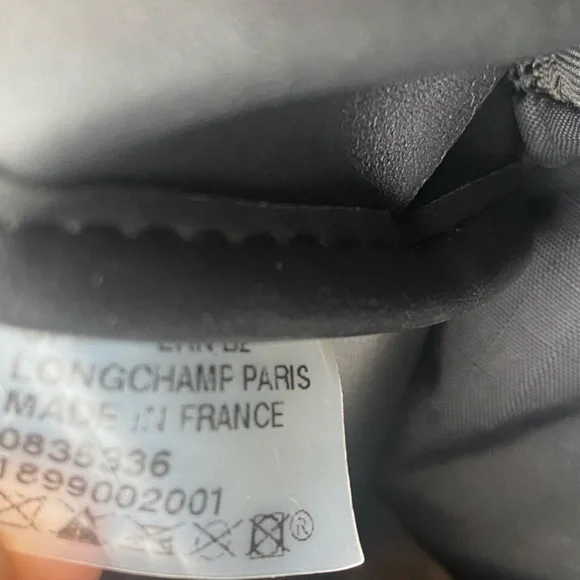 LONGCHAMP PARIS
MADE IN FRANCE
0835336
1899002001
®